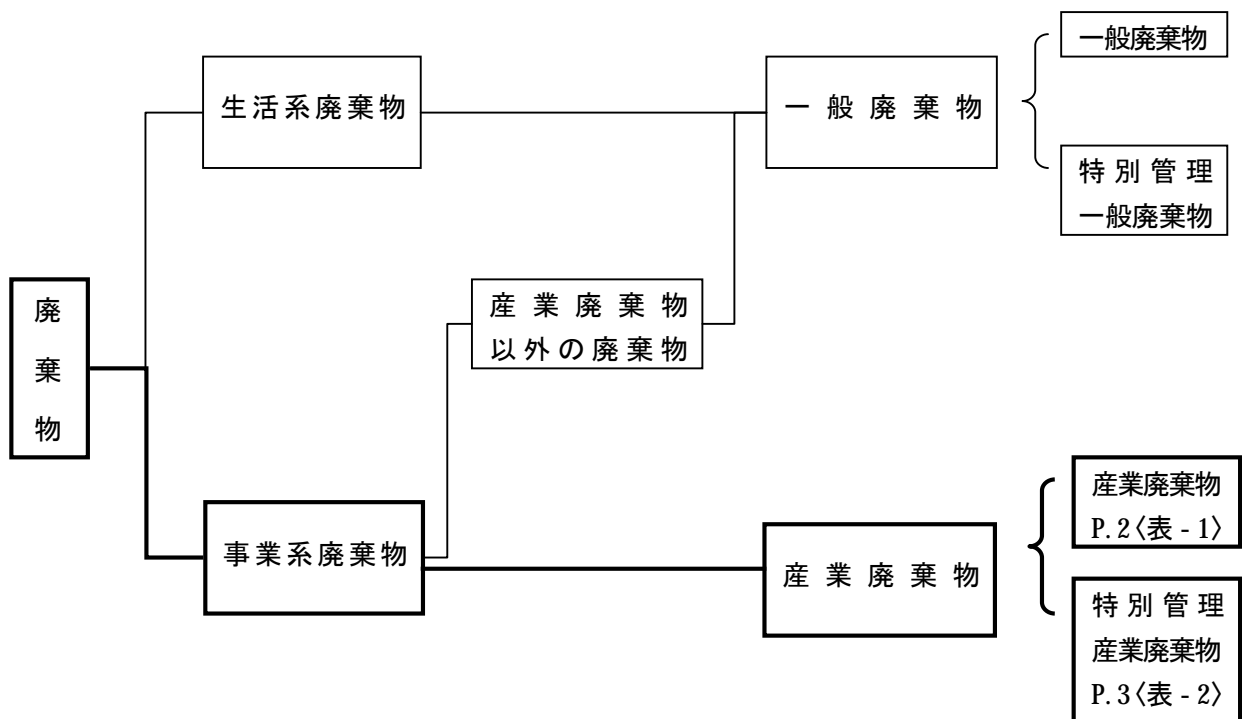 一般廃棄物
生活系廃棄物
一般廃棄物
特別管理
一般廃棄物
廃
棄
物
産業廃棄物
以外の廃棄物
事業系廃棄物
産業廃棄物
産業廃棄物
P.2〈表-1〉
特別管理
産業廃棄物
P.3〈表-2〉